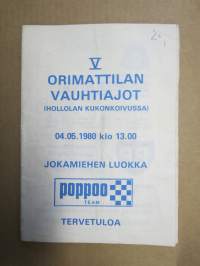 2,-
V
ORIMATTILAN
VAUHTIAJOT
(HOLLOLAN KUKONKOIVUSSA)
04.05.1980 klo 13.00
JOKAMIEHEN LUOKKA
poppoo
TEAM
TERVETULOA